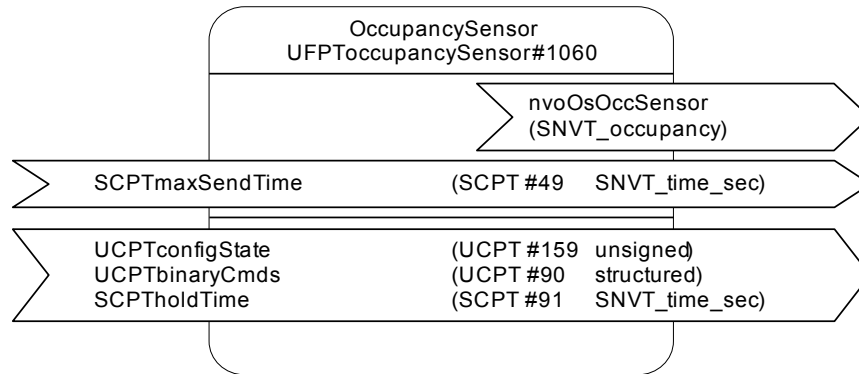 OccupancySensor
UFPToccupancySensor#1060
nvoOsOccSensor
(SNVT_occupancy)
SCPTmaxSendTime (SCPT #49 SNVT_time_sec)
UCPTconfigState (UCPT #159 unsigned)
UCPTbinaryCmds (UCPT #90 structured)
SCPTholdTime (SCPT #91 SNVT_time_sec)